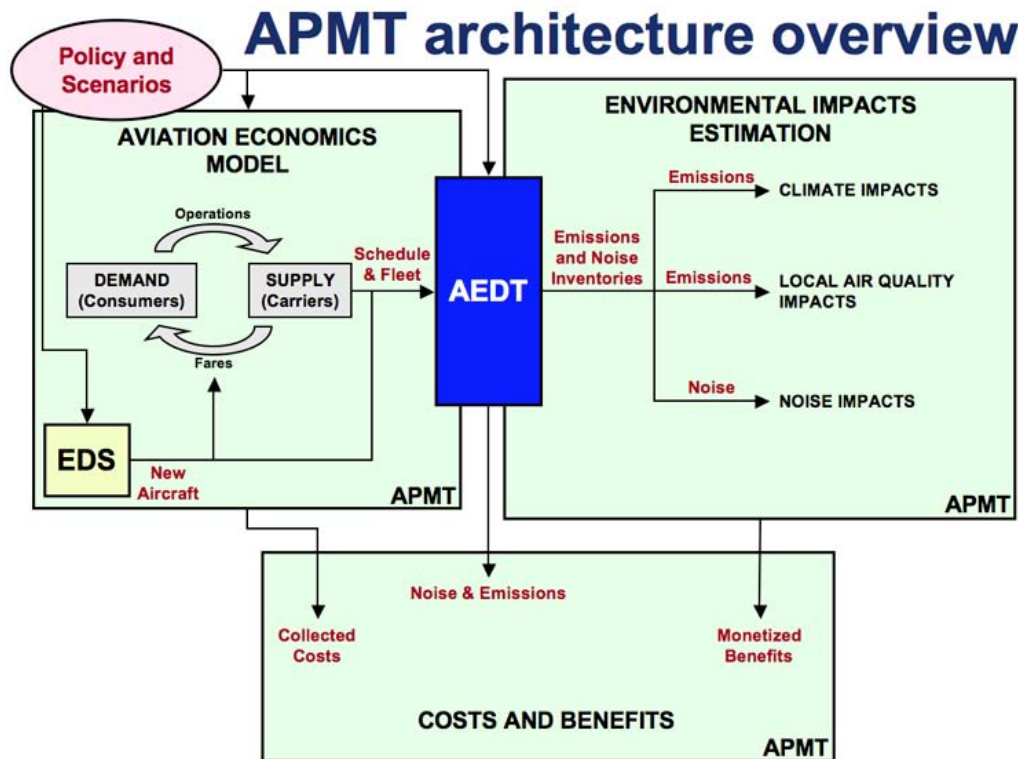 APMT architecture overview
Policy and
Scenarios
AVIATION ECONOMICS
MODEL
Operations
DEMAND
(Consumers)
SUPPLY
(Carriers)
Fares
Schedule
& Fleet
EDS
New
Aircraft
APMT
AEDT
ENVIRONMENTAL IMPACTS
ESTIMATION
Emissions
and Noise
Inventories
Emissions
CLIMATE IMPACTS
Emissions
LOCAL AIR QUALITY
IMPACTS
Noise
NOISE IMPACTS
APMT
Noise & Emissions
Collected
Costs
Monetized
Benefits
COSTS AND BENEFITS
APMT